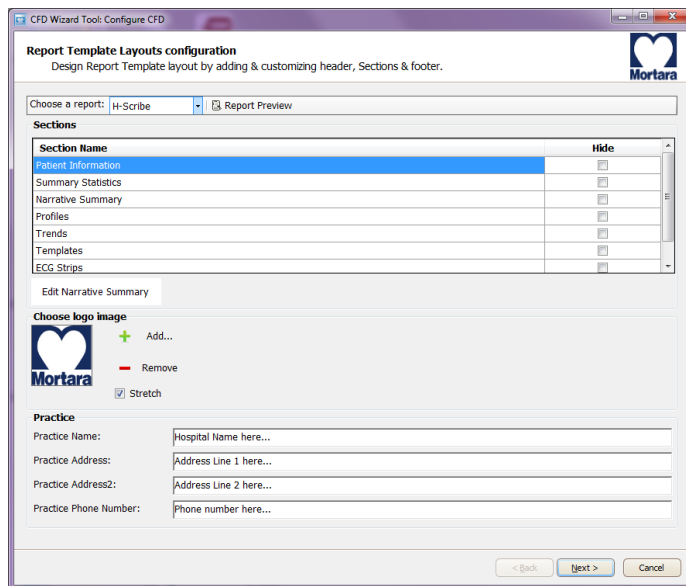 CFD Wizard Tool: Configure CFD
Report Template Layouts configuration
Design Report Template layout by adding & customizing header, Sections & footer.
Mortara
Choose a report: H-Scribe Report Preview
Sections
Section Name Hide
Patient Information
Summary Statistics
Narrative Summary
Profiles
Trends
Templates
ECG Strips
Edit Narrative Summary
Choose logo image
Mortara
Add...
Remove
Stretch
Practice
Practice Name: Hospital Name here...
Practice Address: Address Line 1 here...
Practice Address2: Address Line 2 here...
Practice Phone Number: Phone number here...
< Back Next > Cancel